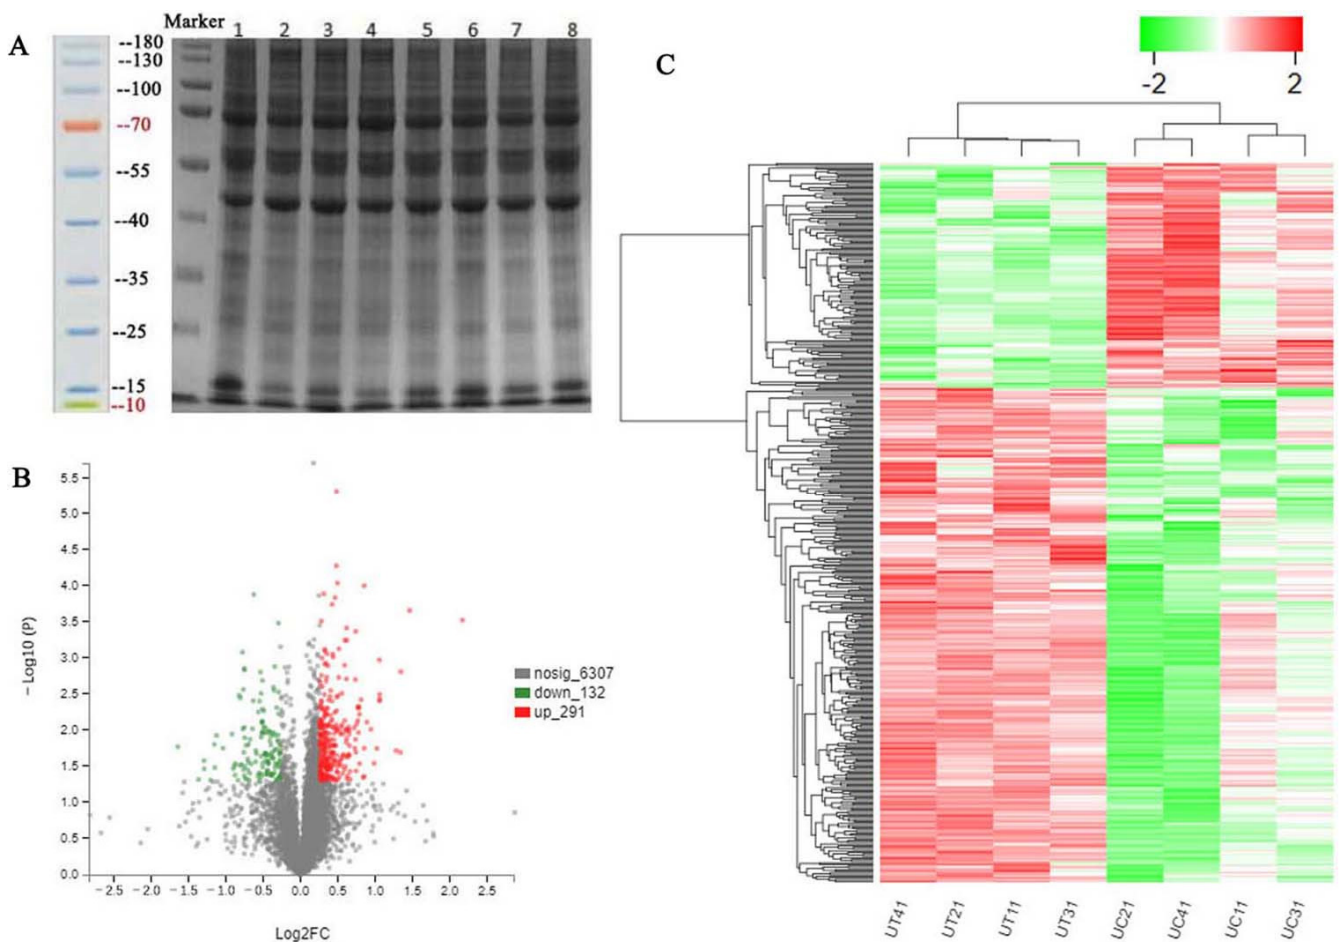 A
Marker 1 2 3 4 5 6 7 8
--180
--130
--100
--70
--55
--40
--35
--25
--15
--10
B
5.5
5.0
4.5
4.0
3.5
3.0
2.5
2.0
1.5
1.0
0.5
0.0
−2.5 −2.0 −1.5 −1.0 −0.5 0.0 0.5 1.0 1.5 2.0 2.5
− Log10 (P)
Log2FC
nosig_6307
down_132
up_291
C
-2 2
UT41 UT21 UT11 UT31 UC21 UC41 UC11 UC31